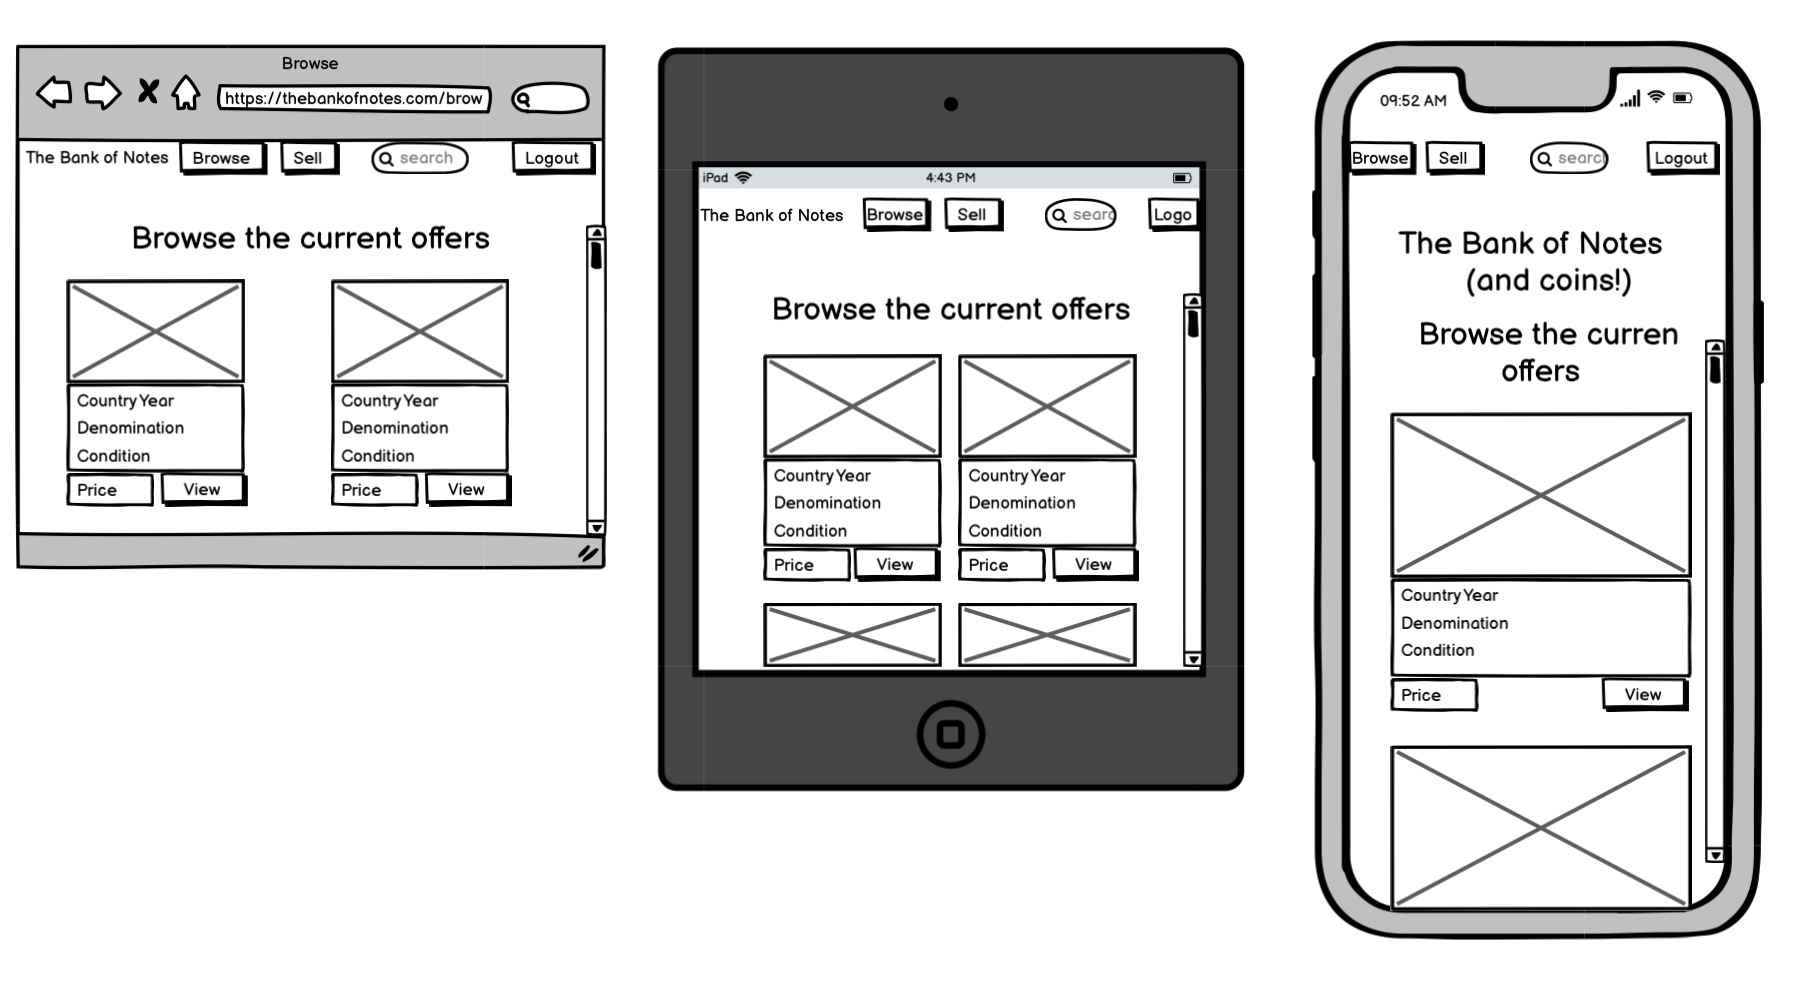 Browse
https://thebankofnotes.com/brow
The Bank of Notes Browse Sell search Logout
Browse the current offers
Country Year
Denomination
Condition
Price View
Country Year
Denomination
Condition
Price View
iPad 4:43 PM
The Bank of Notes Browse Sell searc Logo
Browse the current offers
Country Year
Denomination
Condition
Price View
Country Year
Denomination
Condition
Price View
09:52 AM
Browse Sell search Logout
The Bank of Notes
(and coins!)
Browse the curren
offers
Country Year
Denomination
Condition
Price View